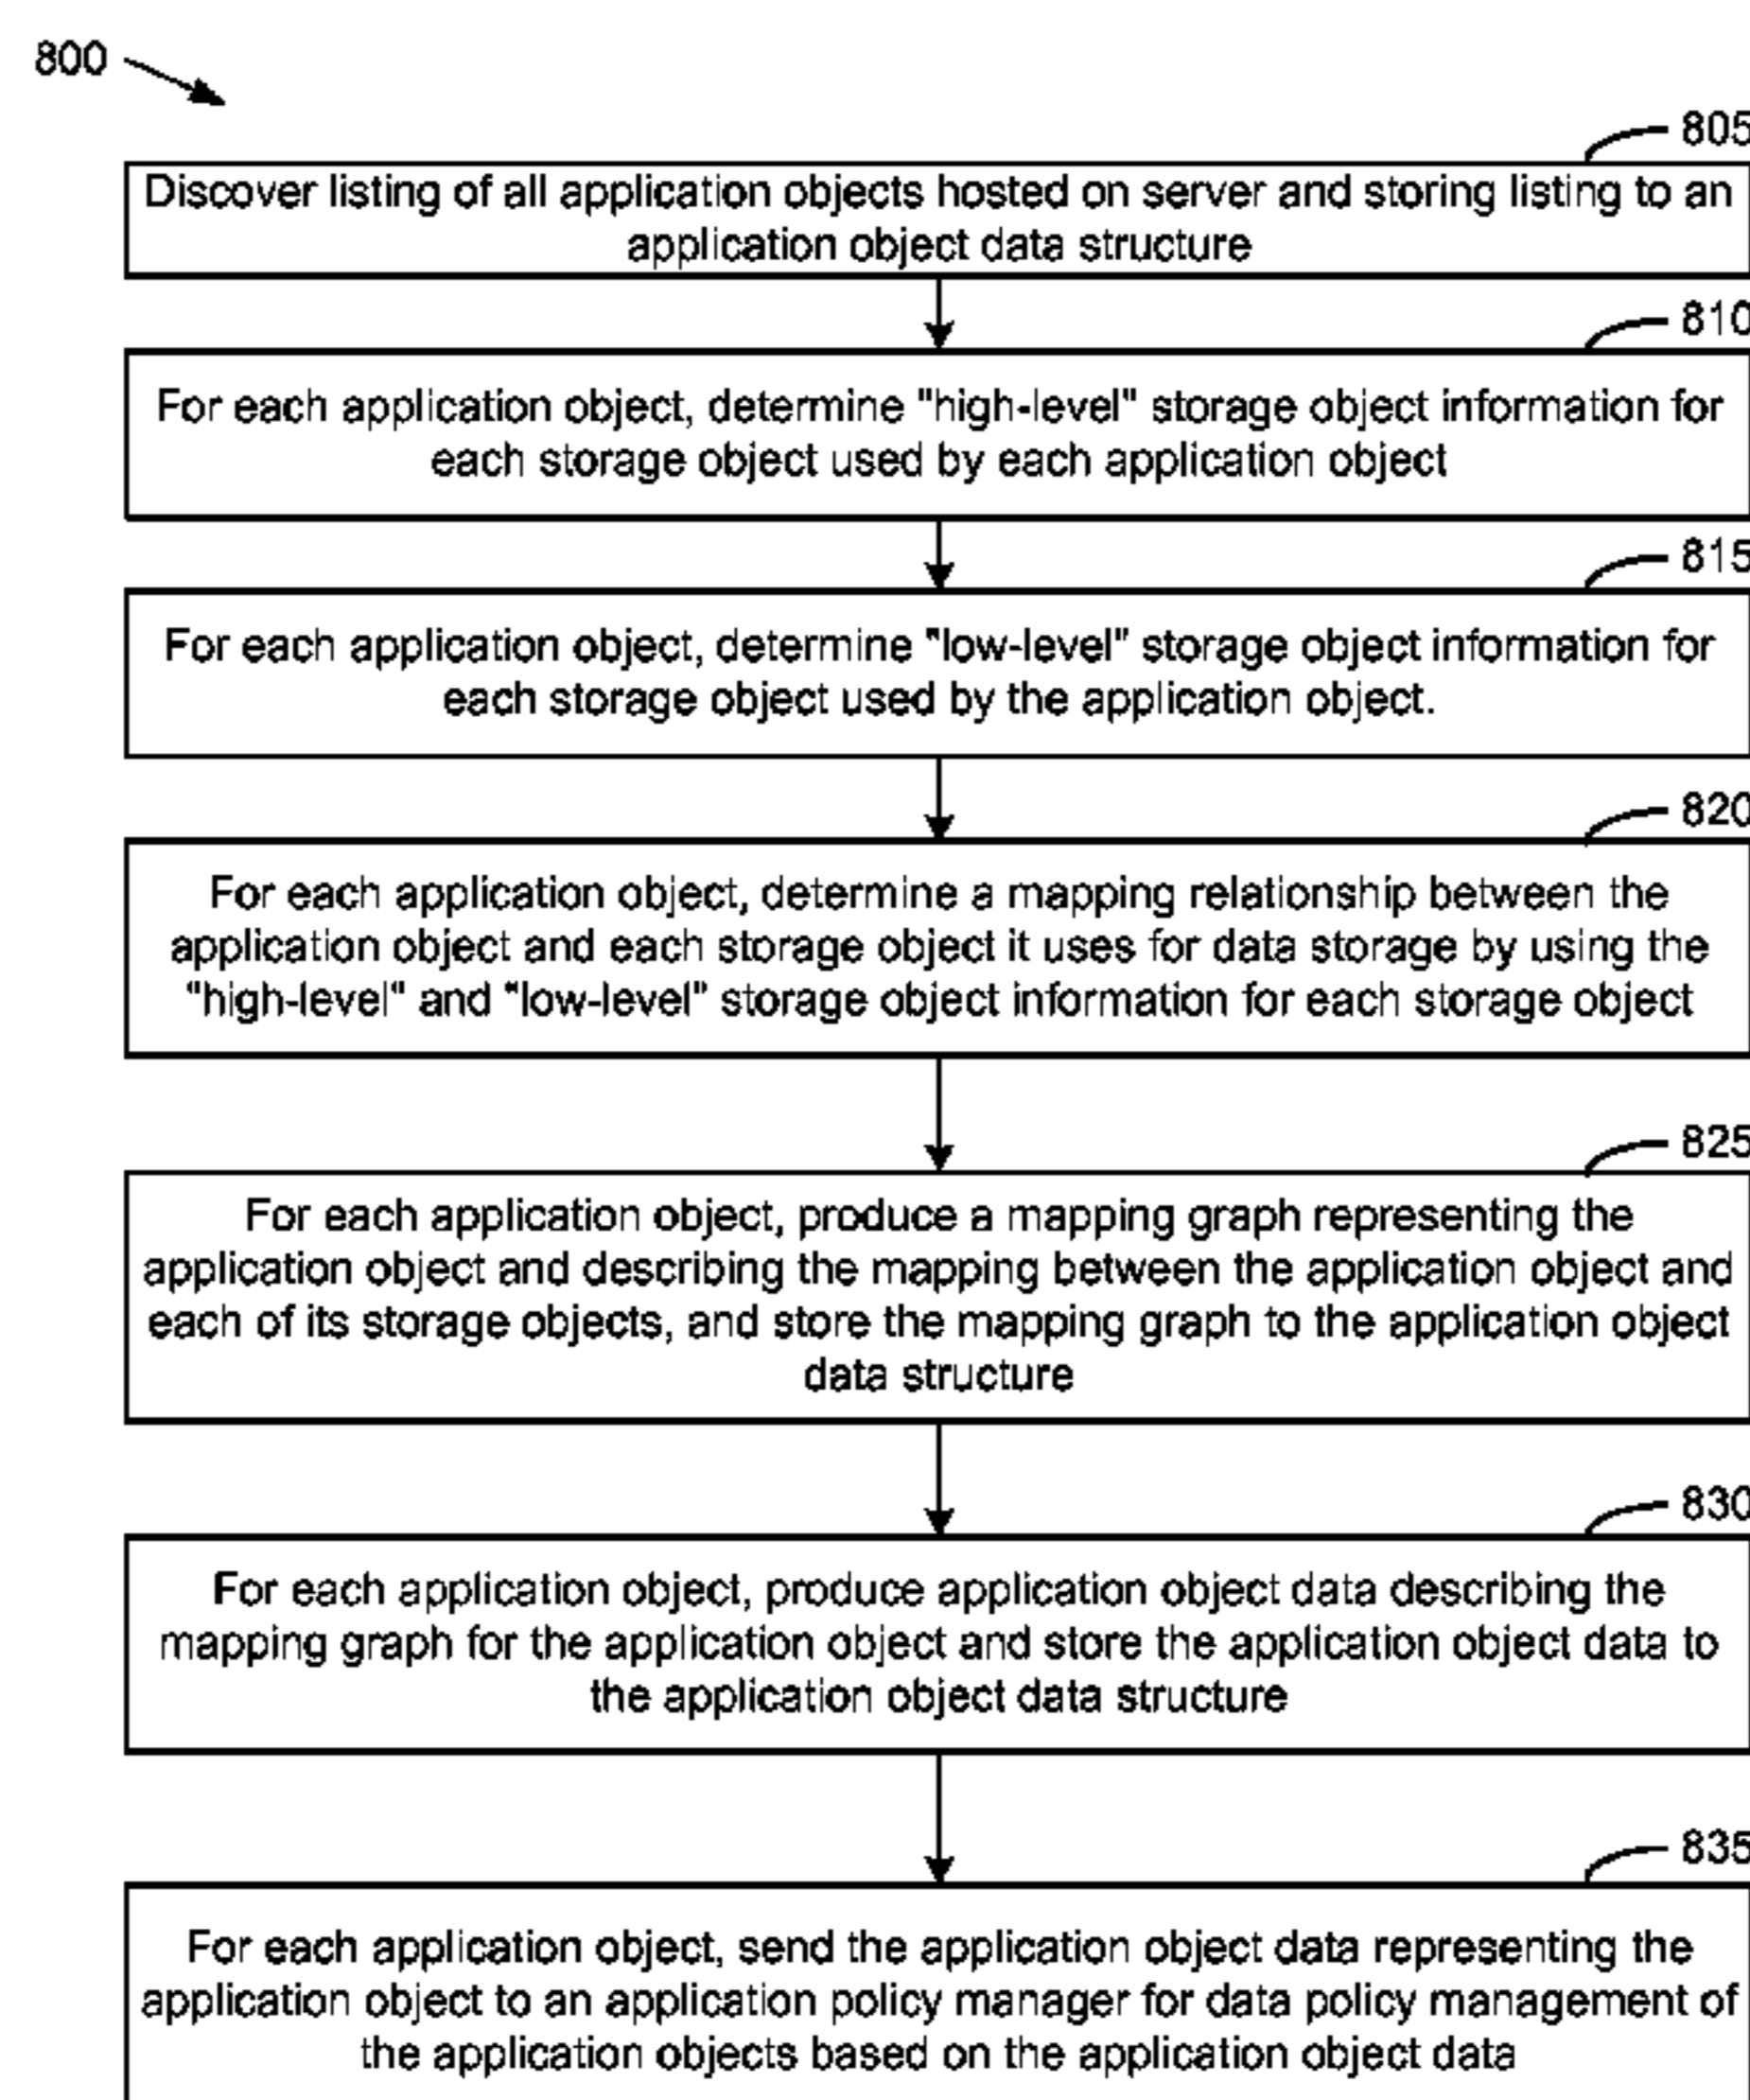 800
805
Discover listing of all application objects hosted on server and storing listing to an
application object data structure
810
For each application object, determine "high-level" storage object information for
each storage object used by each application object
815
For each application object, determine "low-level" storage object information for
each storage object used by the application object.
820
For each application object, determine a mapping relationship between the
application object and each storage object it uses for data storage by using the
"high-level" and "low-level" storage object information for each storage object
825
For each application object, produce a mapping graph representing the
application object and describing the mapping between the application object and
each of its storage objects, and store the mapping graph to the application object
data structure
830
For each application object, produce application object data describing the
mapping graph for the application object and store the application object data to
the application object data structure
835
For each application object, send the application object data representing the
application object to an application policy manager for data policy management of
the application objects based on the application object data